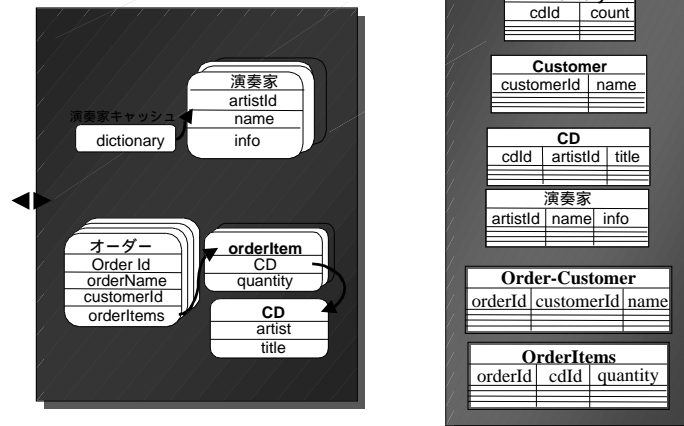 演奏家
artistId
name
info
演奏家キャッシュ
dictionary
オーダー
Order Id
orderName
customerId
orderItems
orderItem
CD
quantity
CD
artist
title
cdId count
Customer
customerId name
CD
cdId artistId title
演奏家
artistId name info
Order-Customer
orderId customerId name
OrderItems
orderId cdId quantity